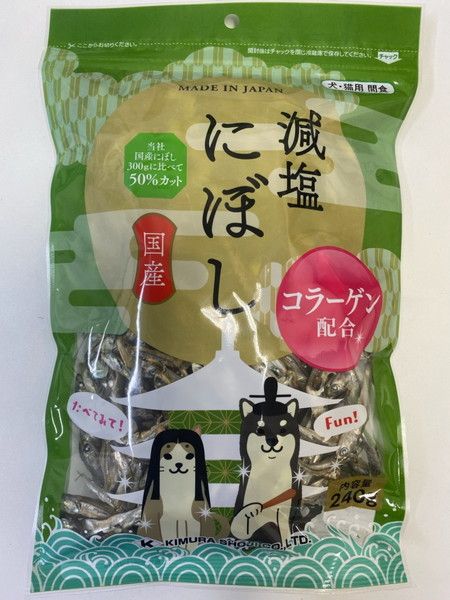 ✂ここからお切りください。
開封後はチャックを閉じ冷蔵庫で保存してください。
チャック
犬・猫用 間食
MADE IN JAPAN
減塩
にぼし
当社
国産にぼし
300gに比べて
50%カット
国産
コラーゲン
配合
たべてみて!
Fun!
内容量
240g
K KIMURA SHOJI CO.,LTD.